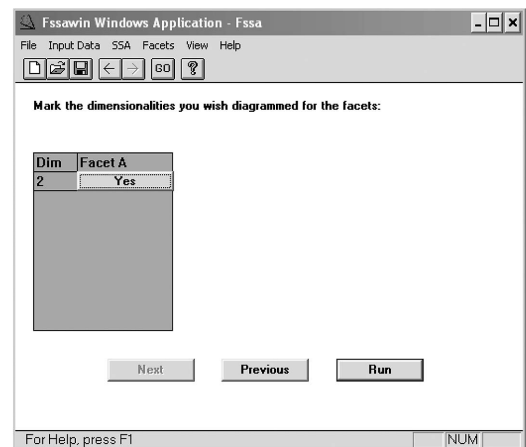 Fssawin Windows Application - Fssa
File Input Data SSA Facets View Help
GO ?
Mark the dimensionalities you wish diagrammed for the facets:
Dim Facet A
2 Yes
Next Previous Run
For Help, press F1 NUM